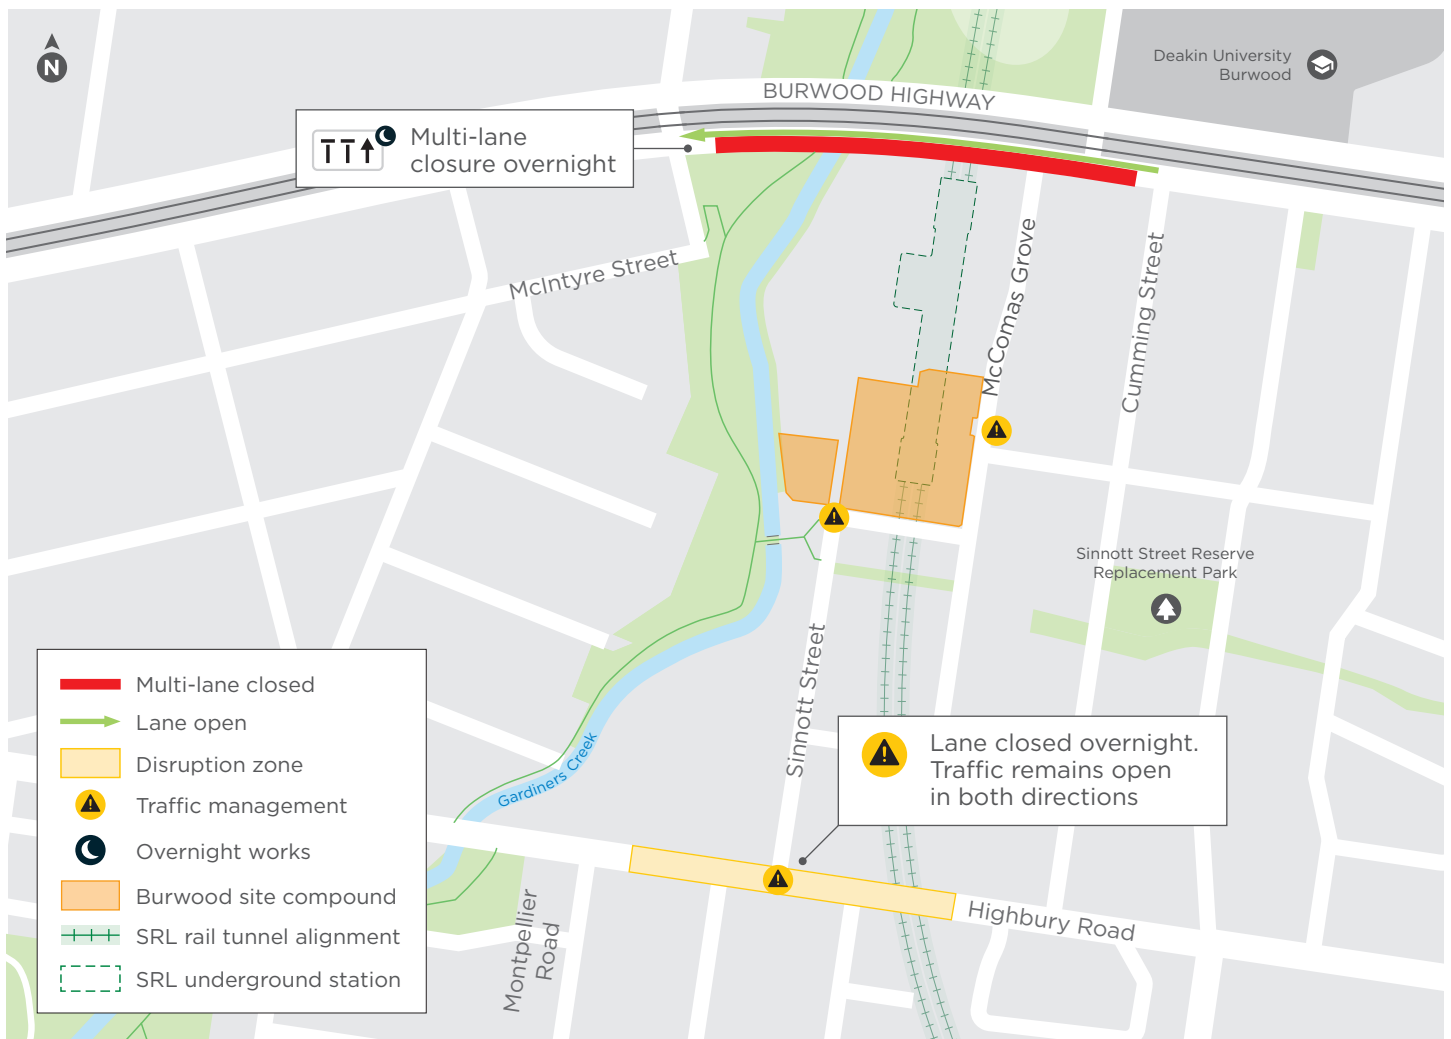 N
Deakin University
Burwood
BURWOOD HIGHWAY
Multi-lane
closure overnight
McIntyre Street
McComas Grove
Cumming Street
Sinnott Street Reserve
Replacement Park
Sinnott Street
Gardiners Creek
Lane closed overnight.
Traffic remains open
in both directions
Highbury Road
Montpellier
Road
Multi-lane closed
Lane open
Disruption zone
Traffic management
Overnight works
Burwood site compound
SRL rail tunnel alignment
SRL underground station